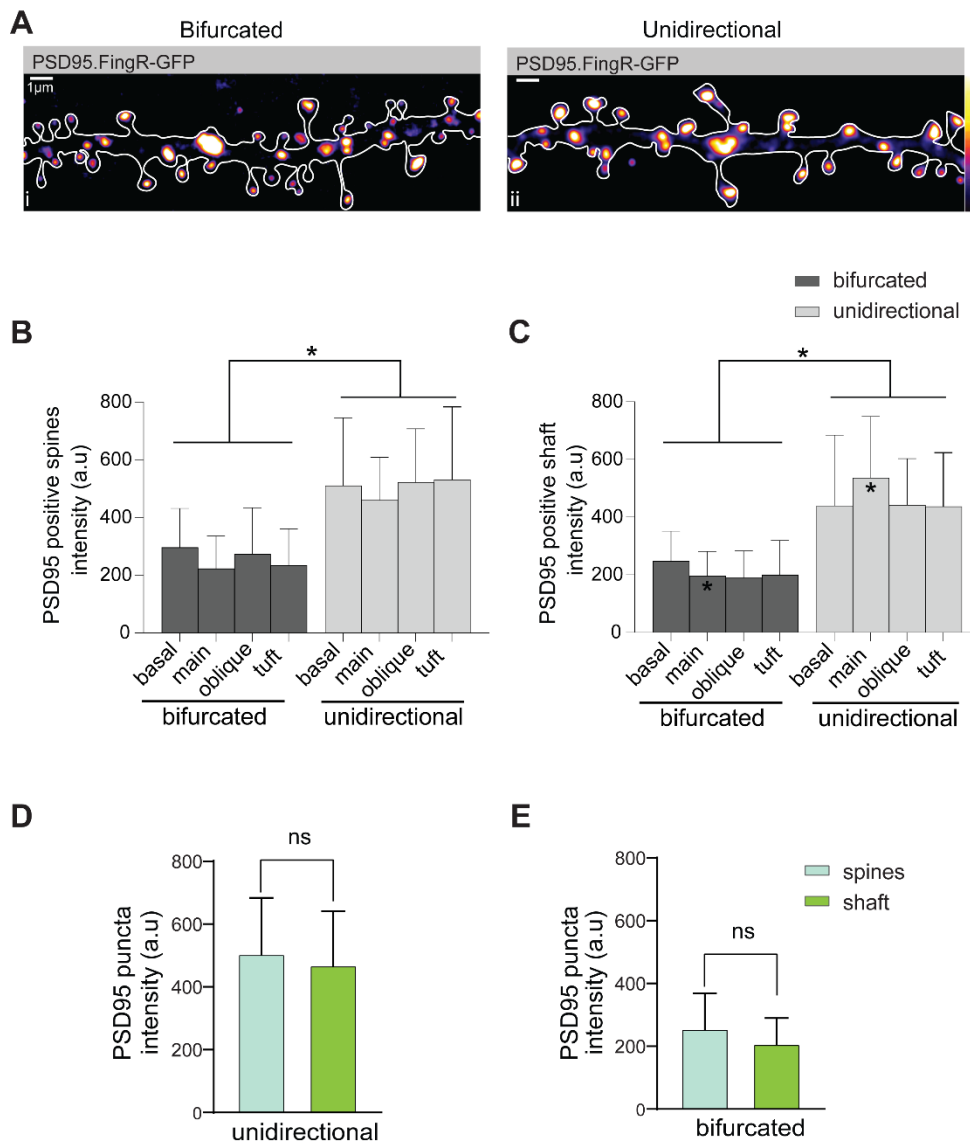 A
Bifurcated
Unidirectional
PSD95.FingR-GFP
PSD95.FingR-GFP
1μm
i
ii
bifurcated
unidirectional
B
C
*
*
PSD95 positive spines
intensity (a.u)
800
600
400
200
0
basal
main
oblique
tuft
basal
main
oblique
tuft
bifurcated
unidirectional
PSD95 positive shaft
intensity (a.u)
800
600
400
200
0
*
*
basal
main
oblique
tuft
basal
main
oblique
tuft
bifurcated
unidirectional
D
E
ns
PSD95 puncta
intensity (a.u)
800
600
400
200
0
unidirectional
spines
shaft
ns
PSD95 puncta
intensity (a.u)
800
600
400
200
0
bifurcated